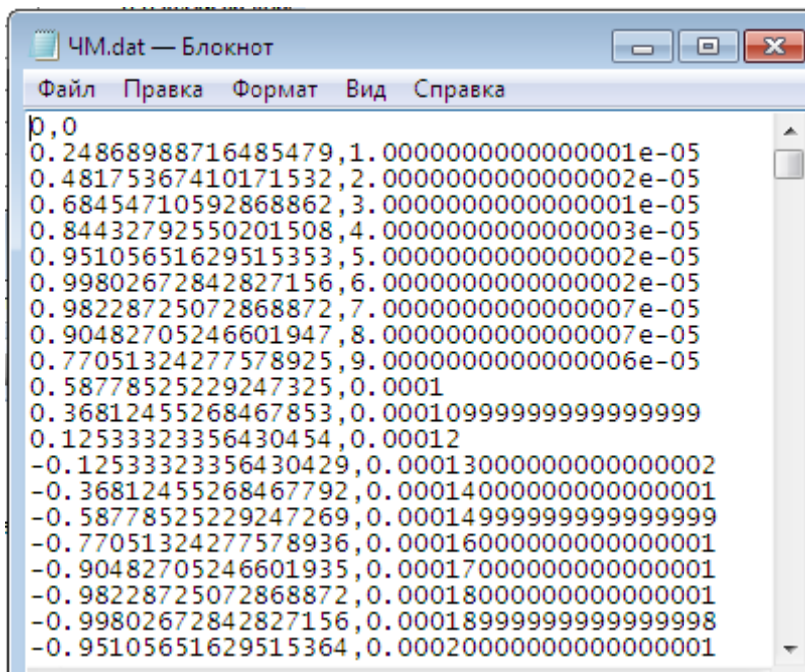 ЧМ.dat — Блокнот
Файл Правка Формат Вид Справка
0,0
0.24868988716485479,1.0000000000000001e-05
0.48175367410171532,2.0000000000000002e-05
0.68454710592868862,3.0000000000000001e-05
0.84432792550201508,4.0000000000000003e-05
0.95105651629515353,5.0000000000000002e-05
0.99802672842827156,6.0000000000000002e-05
0.98228725072868872,7.0000000000000007e-05
0.90482705246601947,8.0000000000000007e-05
0.77051324277578925,9.0000000000000006e-05
0.58778525229247325,0.0001
0.36812455268467853,0.00010999999999999999
0.12533323356430454,0.00012
-0.12533323356430429,0.00013000000000000002
-0.36812455268467792,0.00014000000000000001
-0.58778525229247269,0.00014999999999999999
-0.77051324277578936,0.00016000000000000001
-0.90482705246601935,0.00017000000000000001
-0.98228725072868872,0.00018000000000000001
-0.99802672842827156,0.00018999999999999998
-0.95105651629515364,0.00020000000000000001